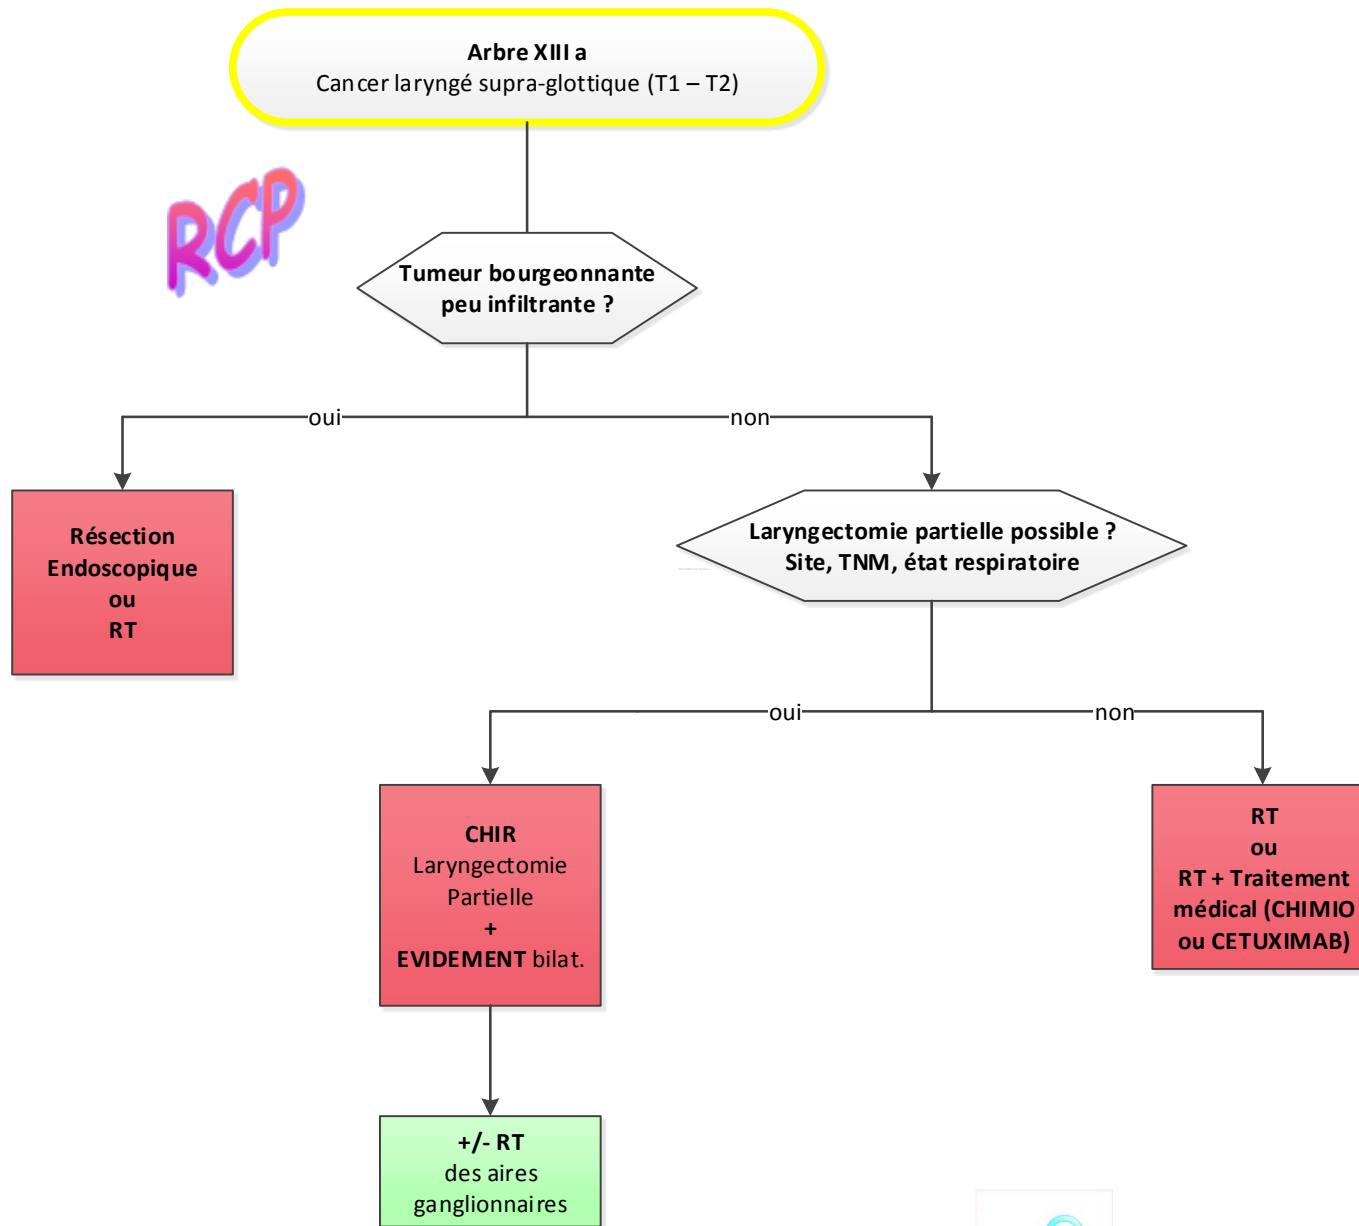 Arbre XIII a
Cancer laryngé supra-glottique (T1 – T2)
RCP
Tumeur bourgeonnante
peu infiltrante ?
oui
non
Résection
Endoscopique
ou
RT
Laryngectomie partielle possible ?
Site, TNM, état respiratoire
oui
non
CHIR
Laryngectomie
Partielle
+
EVIDEMENT bilat.
RT
ou
RT + Traitement
médical (CHIMIO
ou CETUXIMAB)
+/- RT
des aires
ganglionnaires